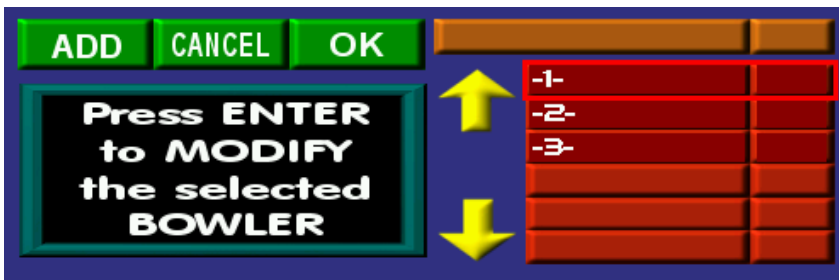 ADD CANCEL OK
Press ENTER
to MODIFY
the selected
BOWLER
-1-
-2-
-3-